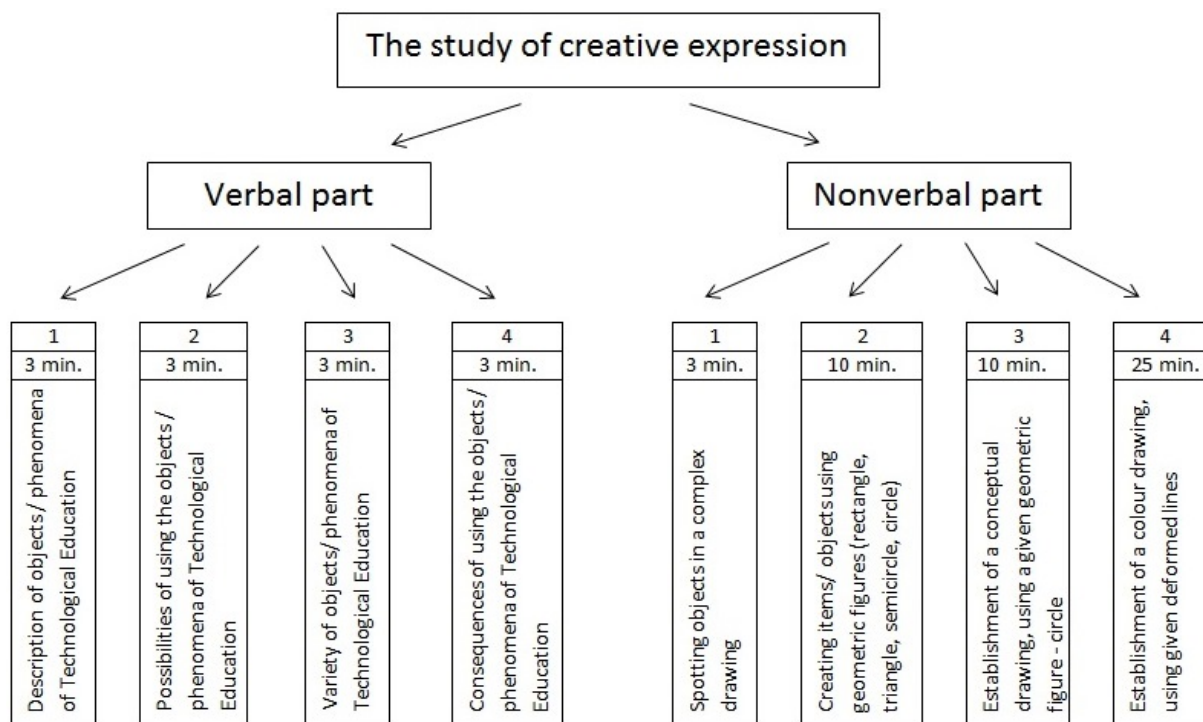 The study of creative expression
Verbal part
Nonverbal part
1
3 min.
Description of objects/ phenomena
of Technological Education
2
3 min.
Possibilities of using the objects /
phenomena of Technological
Education
3
3 min.
Variety of objects/ phenomena of
Technological Education
4
3 min.
Consequences of using the objects/
phenomena of Technological
Education
1
3 min.
Spotting objects in a complex
drawing
2
10 min.
Creating items/ objects using
geometric figures (rectangle,
triangle, semicircle, circle)
3
10 min.
Establishment of a conceptual
drawing, using a given geometric
figure - circle
4
25 min.
Establishment of a colour drawing,
using given deformed lines